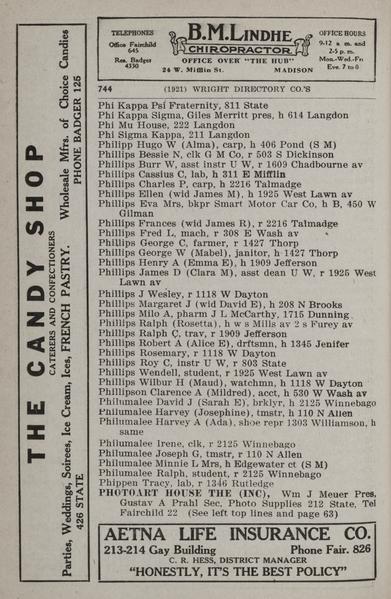 TELEPHONES
Office Fairchild
645
Res. Badger
4330
B.M. LINDHE
CHIROPRACTOR
OFFICE OVER "THE HUB"
24 W. Mifflin St. MADISON
OFFICE HOURS
9-12 a m. and
2-5 p. m.
Mon.-Wed.-Fri
Eve. 7 to 8
744 (1921) WRIGHT DIRECTORY CO.'S
Phi Kappa Psi Fraternity, 811 State
Phi Kappa Sigma, Giles Merritt pres, h 614 Langdon
Phi Mu House, 222 Langdon
Phi Sigma Kappa, 211 Langdon
Philipp Hugo W (Alma), carp, h 406 Pond (S M)
Phillips Bessie N, clk G M Co, r 503 S Dickinson
Phillips Burr W, asst instr U W, r 1609 Chadbourne av
Phillips Cassius C, lab, h 311 E Mifflin
Phillips Charles P, carp, h 2216 Talmadge
Phillips Ellen (wid James M), h 1925 West Lawn av
Phillips Eva Mrs, bkpr Smart Motor Car Co, h B, 450 W
Gilman
Phillips Frances (wid James R), r 2216 Talmadge
Phillips Fred L, mach, r 308 E Wash av
Phillips George C, farmer, r 1427 Thorp
Phillips George W (Mabel), janitor, h 1427 Thorp
Phillips Henry A (Emma E), h 1909 Jefferson
Phillips James D (Clara M), asst dean U W, r 1925 West
Lawn av
Phillips J Wesley, r 1118 W Dayton
Phillips Margaret J (wid David E), h 208 N Brooks
Phillips Milo A, pharm J L McCarthy, 1715 Dunning
Phillips Ralph (Rosetta), h w s Mills av 2 s Furey av
Phillips Ralph C, trav, r 1909 Jefferson
Phillips Robert A (Alice E), drftsmn, h 1345 Jenifer
Phillips Rosemary, r 1118 W Dayton
Phillips Roy C, instr U W, r 803 State
Phillips Wendell, student, r 1925 West Lawn av
Phillips Wilbur H (Maud), watchmn, h 1118 W Dayton
Phillipson Clarance A (Mildred), acct, h 530 W Wash av
Philumalee David J (Sarah E), brklyr, h 2125 Winnebago
Philumalee Harvey (Josephine), tmstr, h 110 N Allen
Philumalee Harvey A (Ada), shoe repr 1303 Williamson, h
same
Philumalee Irene, clk, r 2125 Winnebago
Philumalee Joseph G, tmstr, r 110 N Allen
Philumalee Minnie L Mrs, h Edgewater ct (S M)
Philumalee Ralph, student, r 2125 Winnebago
Phippen Tracy, lab, r 1346 Rutledge
PHOTOART HOUSE THE (INC), Wm J Meuer Pres,
Gustav A Prahl Sec, Photo Supplies 212 State, Tel
Fairchild 22 (See left top lines and page 63)
AETNA LIFE INSURANCE CO.
213-214 Gay Building Phone Fair. 826
C. R. HESS, DISTRICT MANAGER
"HONESTLY, IT'S THE BEST POLICY"
THE CANDY SHOP
CATERERS AND CONFECTIONERS
Parties, Weddings, Soirees, Ice Cream, Ices, FRENCH PASTRY. Wholesale Mfrs. of Choice Candies
426 STATE PHONE BADGER 125